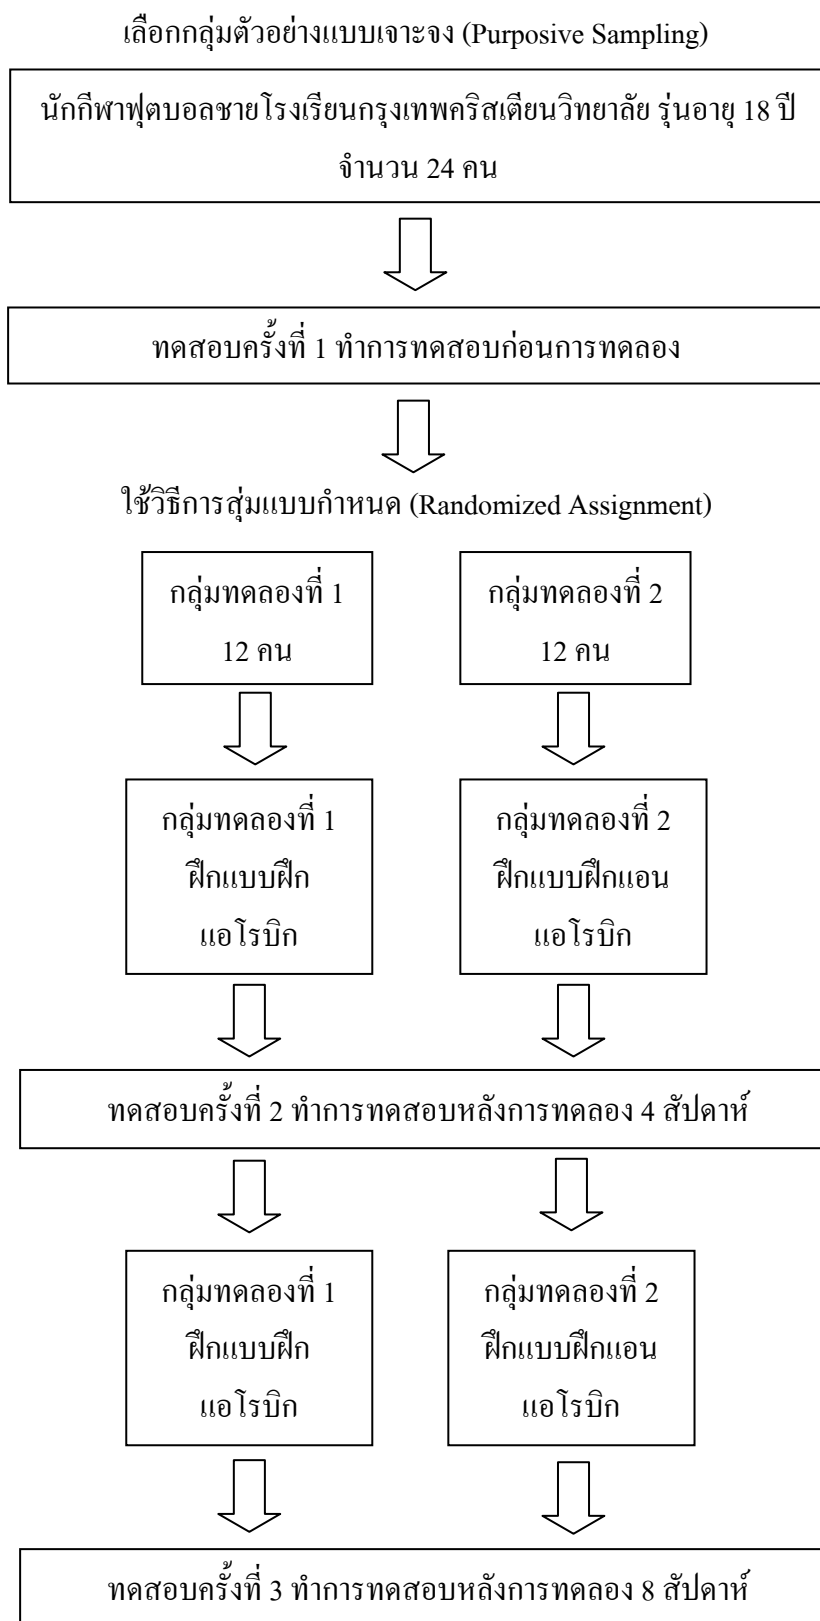 เลือกกลุ่มตัวอย่างแบบเจาะจง (Purposive Sampling)
นักกีฬาฟุตบอลชายโรงเรียนกรุงเทพคริสเตียนวิทยาลัย รุ่นอายุ 18 ปี
จำนวน 24 คน
ทดสอบครั้งที่ 1 ทำการทดสอบก่อนการทดลอง
ใช้วิธีการสุ่มแบบกำหนด (Randomized Assignment)
กลุ่มทดลองที่ 1
12 คน
กลุ่มทดลองที่ 2
12 คน
กลุ่มทดลองที่ 1
ฝึกแบบฝึก
แอโรบิก
กลุ่มทดลองที่ 2
ฝึกแบบฝึกแอน
แอโรบิก
ทดสอบครั้งที่ 2 ทำการทดสอบหลังการทดลอง 4 สัปดาห์
กลุ่มทดลองที่ 1
ฝึกแบบฝึก
แอโรบิก
กลุ่มทดลองที่ 2
ฝึกแบบฝึกแอน
แอโรบิก
ทดสอบครั้งที่ 3 ทำการทดสอบหลังการทดลอง 8 สัปดาห์